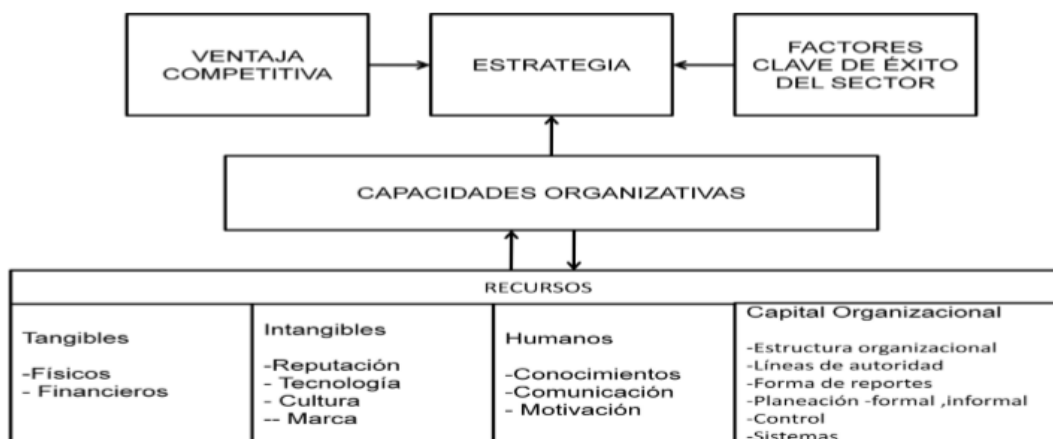 VENTAJA
COMPETITIVA
ESTRATEGIA
FACTORES
CLAVE DE ÉXITO
DEL SECTOR
CAPACIDADES ORGANIZATIVAS
RECURSOS
Tangibles
-Físicos
- Financieros
Intangibles
-Reputación
- Tecnología
- Cultura
-- Marca
Humanos
-Conocimientos
-Comunicación
- Motivación
Capital Organizacional
-Estructura organizacional
-Líneas de autoridad
-Forma de reportes
-Planeación -formal ,informal
-Control
-Sistemas